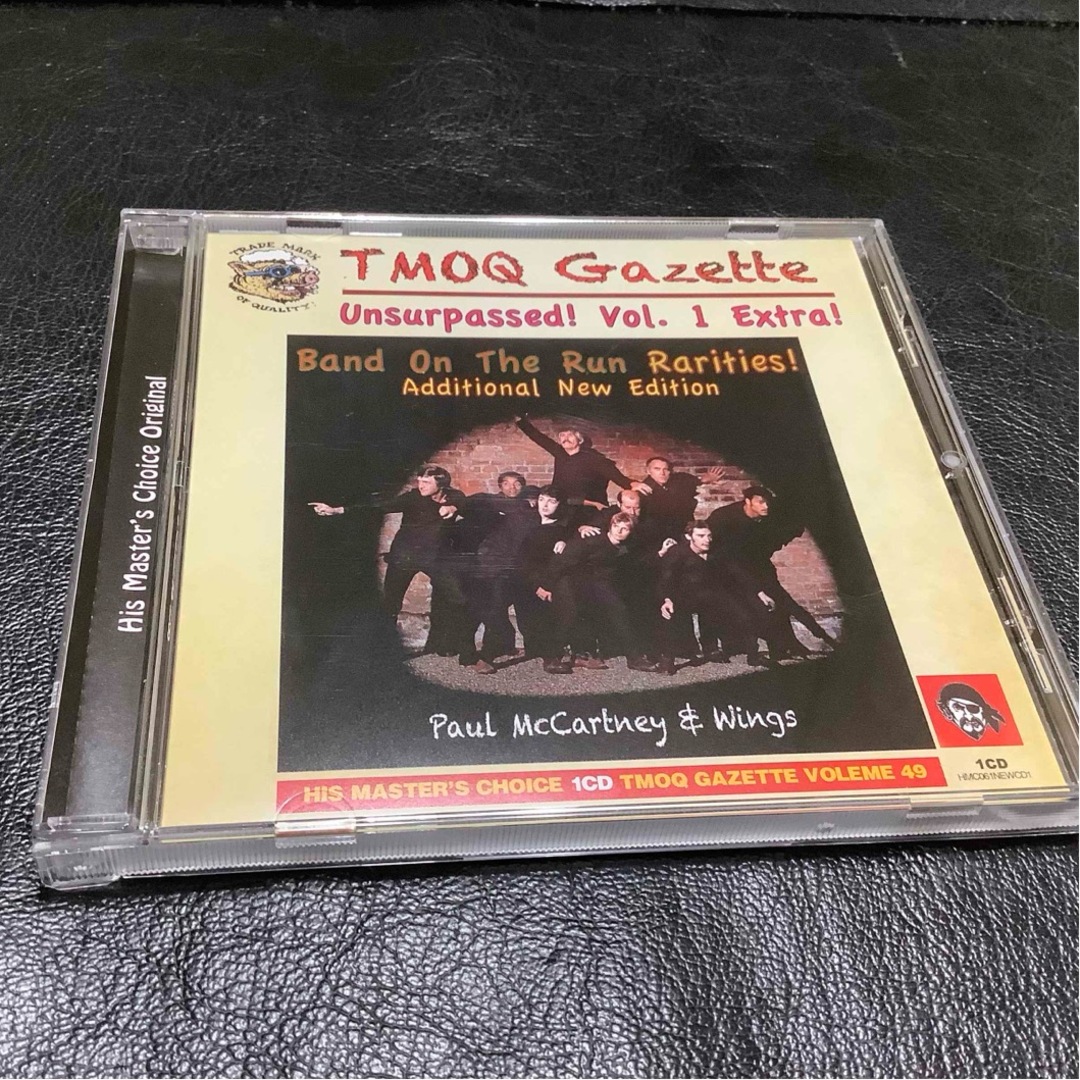 TRADE MARK
OF QUALITY!
TMOQ Gazette
Unsurpassed! Vol. 1 Extra!
Band On The Run Rarities!
Additional New Edition
Paul McCartney & Wings
HIS MASTER'S CHOICE 1CD TMOQ GAZETTE VOLEME 49
1CD
HMC061NEWCD1
His Master's Choice Original